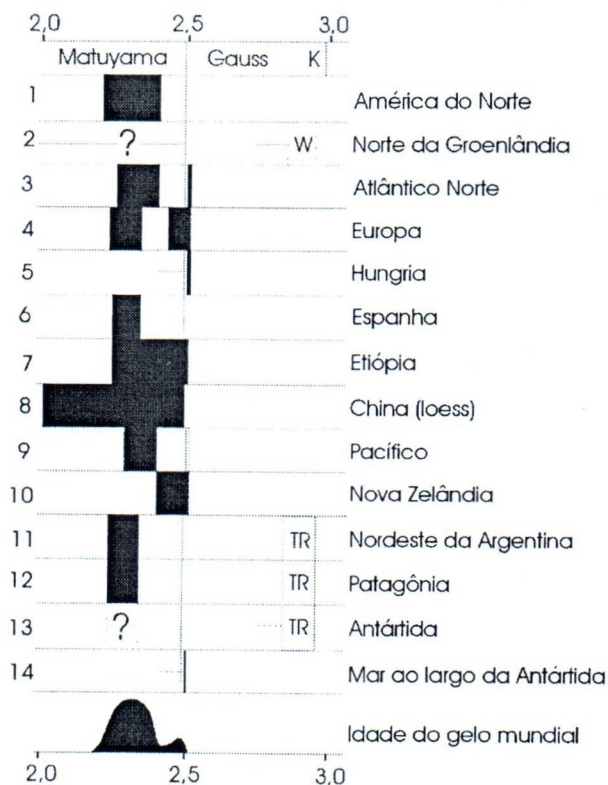 2,0 2,5 3,0
Matuyama Gauss K
1 América do Norte
2 ? W Norte da Groenlândia
3 Atlântico Norte
4 Europa
5 Hungria
6 Espanha
7 Etiópia
8 China (loess)
9 Pacífico
10 Nova Zelândia
11 TR Nordeste da Argentina
12 TR Patagônia
13 ? TR Antártida
14 Mar ao largo da Antártida
Idade do gelo mundial
2,0 2,5 3,0